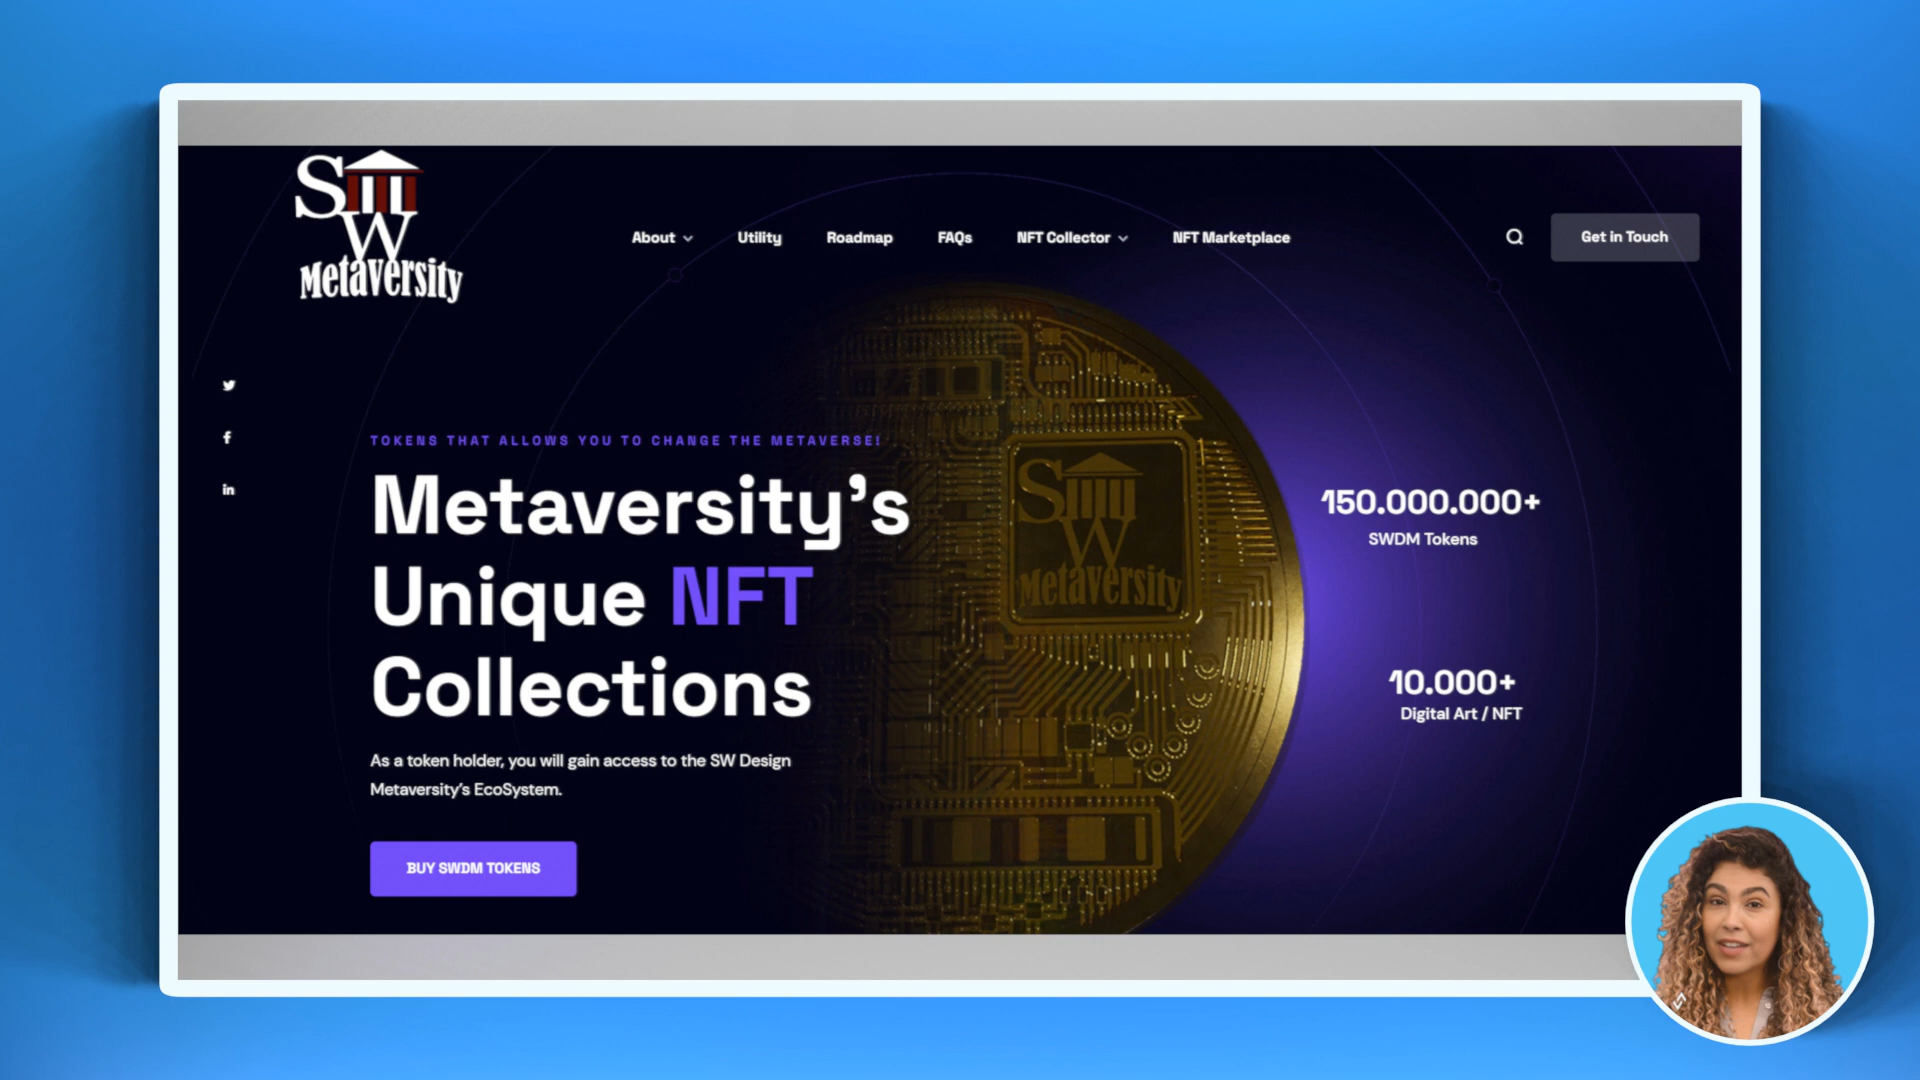 SW
Metaversity
About
Utility
Roadmap
FAQs
NFT Collector
NFT Marketplace
Get in Touch
TOKENS THAT ALLOWS YOU TO CHANGE THE METAVERSE!
Metaversity's
Unique NFT
Collections
As a token holder, you will gain access to the SW Design
Metaversity's EcoSystem.
BUY SWDM TOKENS
SW
Metaversity
150.000.000+
SWDM Tokens
10.000+
Digital Art / NFT